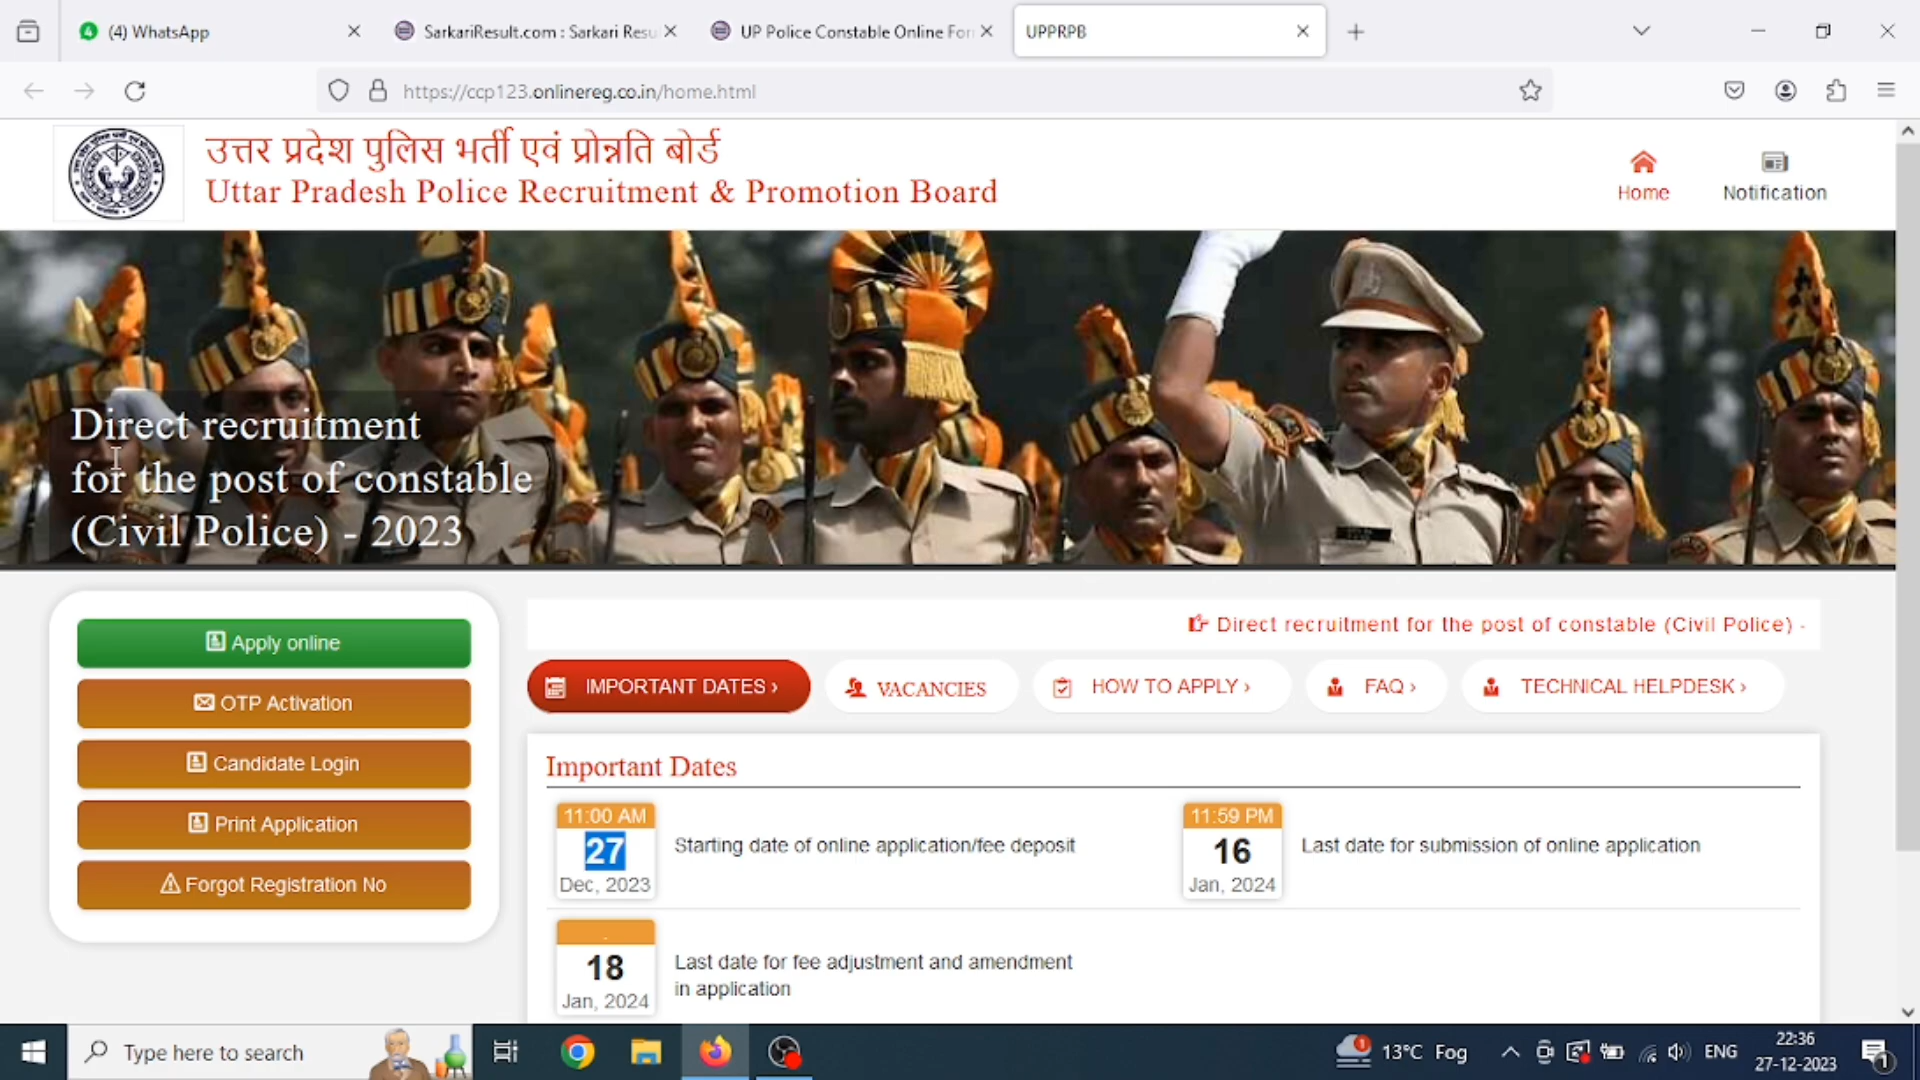 (4) WhatsApp
SarkariResult.com : Sarkari Resu
UP Police Constable Online For
UPPRPB
https://ccp123.onlinereg.co.in/home.html
उत्तर प्रदेश पुलिस भर्ती एवं प्रोन्नति बोर्ड
Uttar Pradesh Police Recruitment & Promotion Board
Home
Notification
Direct recruitment
for the post of constable
(Civil Police) - 2023
Apply online
OTP Activation
Candidate Login
Print Application
Forgot Registration No
Direct recruitment for the post of constable (Civil Police) -
IMPORTANT DATES ›
VACANCIES
HOW TO APPLY ›
FAQ ›
TECHNICAL HELPDESK ›
Important Dates
11:00 AM
27
Dec, 2023
Starting date of online application/fee deposit
11:59 PM
16
Jan, 2024
Last date for submission of online application
18
Jan, 2024
Last date for fee adjustment and amendment
in application
Type here to search
1
13°C Fog
ENG
22:36
27-12-2023
1